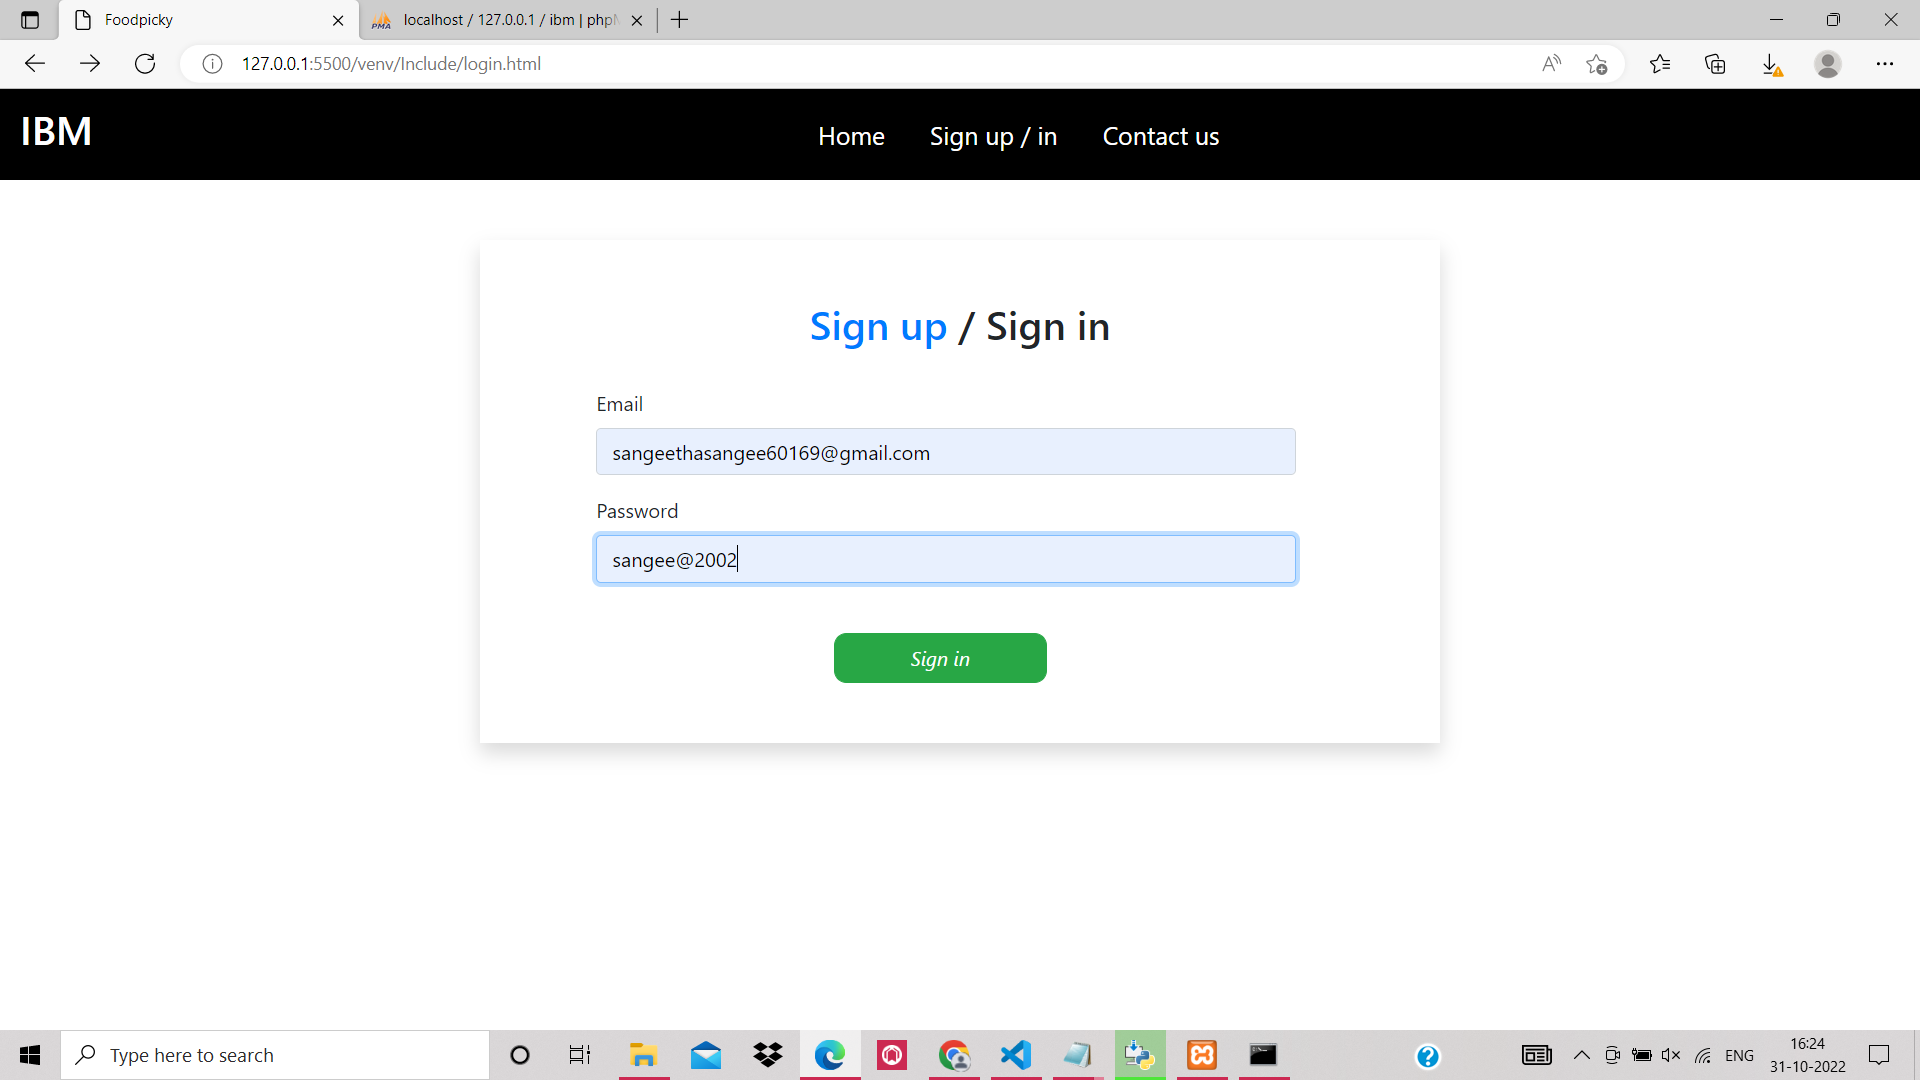 Foodpicky
localhost / 127.0.0.1 / ibm | php
127.0.0.1:5500/venv/Include/login.html
IBM
Home
Sign up / in
Contact us
Sign up / Sign in
Email
sangeethasangee60169@gmail.com
Password
sangee@2002
Sign in
Type here to search
ENG
16:24
31-10-2022